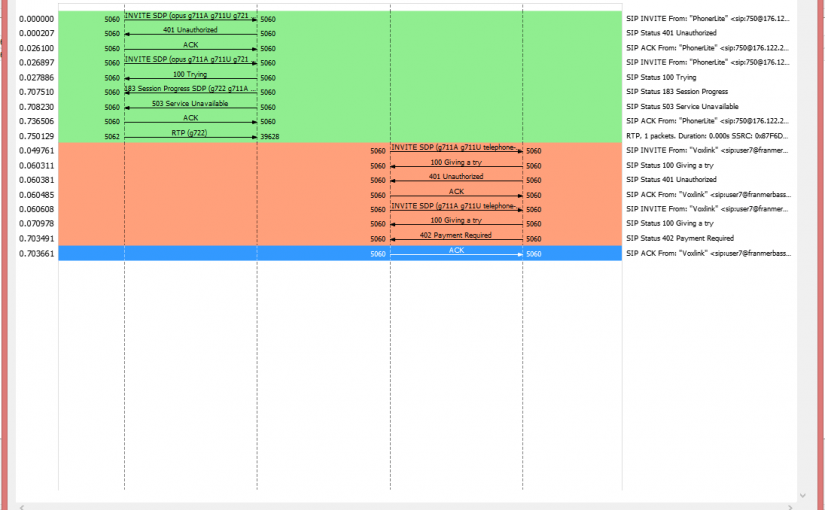 0.000000 5060 INVITE SDP (opus g711A g711U g721 5060 SIP INVITE From: "PhonerLite" <sip:750@176.12...
0.000207 5060 401 Unauthorized 5060 SIP Status 401 Unauthorized
0.026100 5060 ACK 5060 SIP ACK From: "PhonerLite" <sip:750@176.122.2...
0.026897 5060 INVITE SDP (opus g711A g711U g721 5060 SIP INVITE From: "PhonerLite" <sip:750@176.12...
0.027886 5060 100 Trying 5060 SIP Status 100 Trying
0.707510 5060 183 Session Progress SDP (g722 g711A ... 5060 SIP Status 183 Session Progress
0.708230 5060 503 Service Unavailable 5060 SIP Status 503 Service Unavailable
0.736506 5060 ACK 5060 SIP ACK From: "PhonerLite" <sip:750@176.122.2...
0.750129 5062 RTP (g722) 39628 RTP, 1 packets. Duration: 0.000s SSRC: 0x87F6D...
0.049761 5060 INVITE SDP (g711A g711U telephone- 5060 SIP INVITE From: "Voxlink" <sip:user7@franmer...
0.060311 5060 100 Giving a try 5060 SIP Status 100 Giving a try
0.060381 5060 401 Unauthorized 5060 SIP Status 401 Unauthorized
0.060485 5060 ACK 5060 SIP ACK From: "Voxlink" <sip:user7@franmerbass...
0.060608 5060 INVITE SDP (g711A g711U telephone- 5060 SIP INVITE From: "Voxlink" <sip:user7@franmer...
0.070978 5060 100 Giving a try 5060 SIP Status 100 Giving a try
0.703491 5060 402 Payment Required 5060 SIP Status 402 Payment Required
0.703661 5060 ACK 5060 SIP ACK From: "Voxlink" <sip:user7@franmerbass...